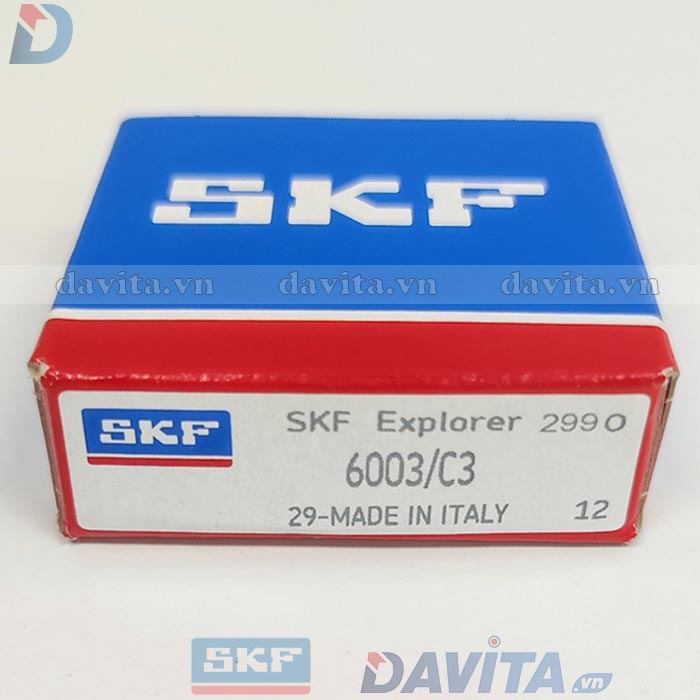 D
SKF
davita.vn davita.vn davita.vn
SKF
SKF Explorer 299O
6003/C3
29-MADE IN ITALY 12
SKF
DAVITA.vn